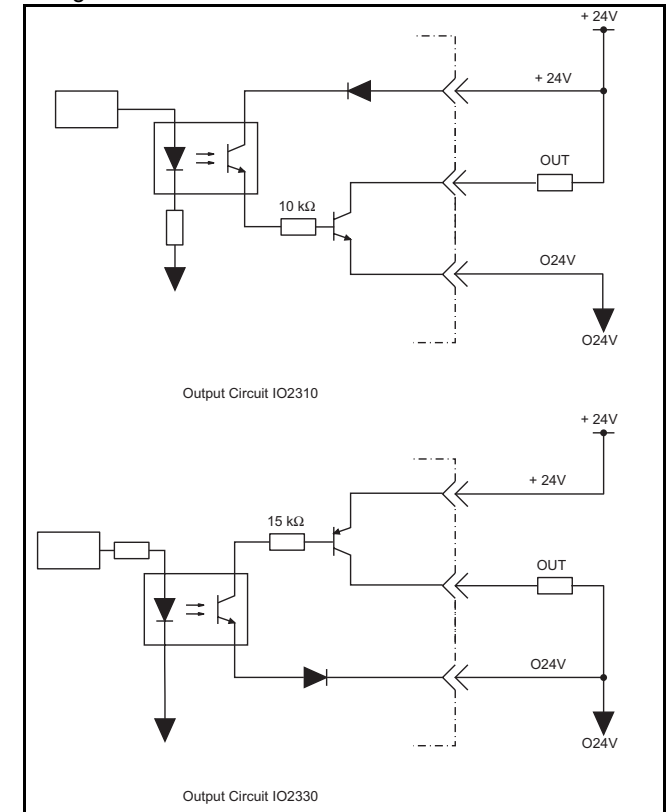 + 24V
+ 24V
OUT
10 kΩ
O24V
O24V
Output Circuit IO2310
+ 24V
+ 24V
15 kΩ
OUT
O24V
O24V
Output Circuit IO2330